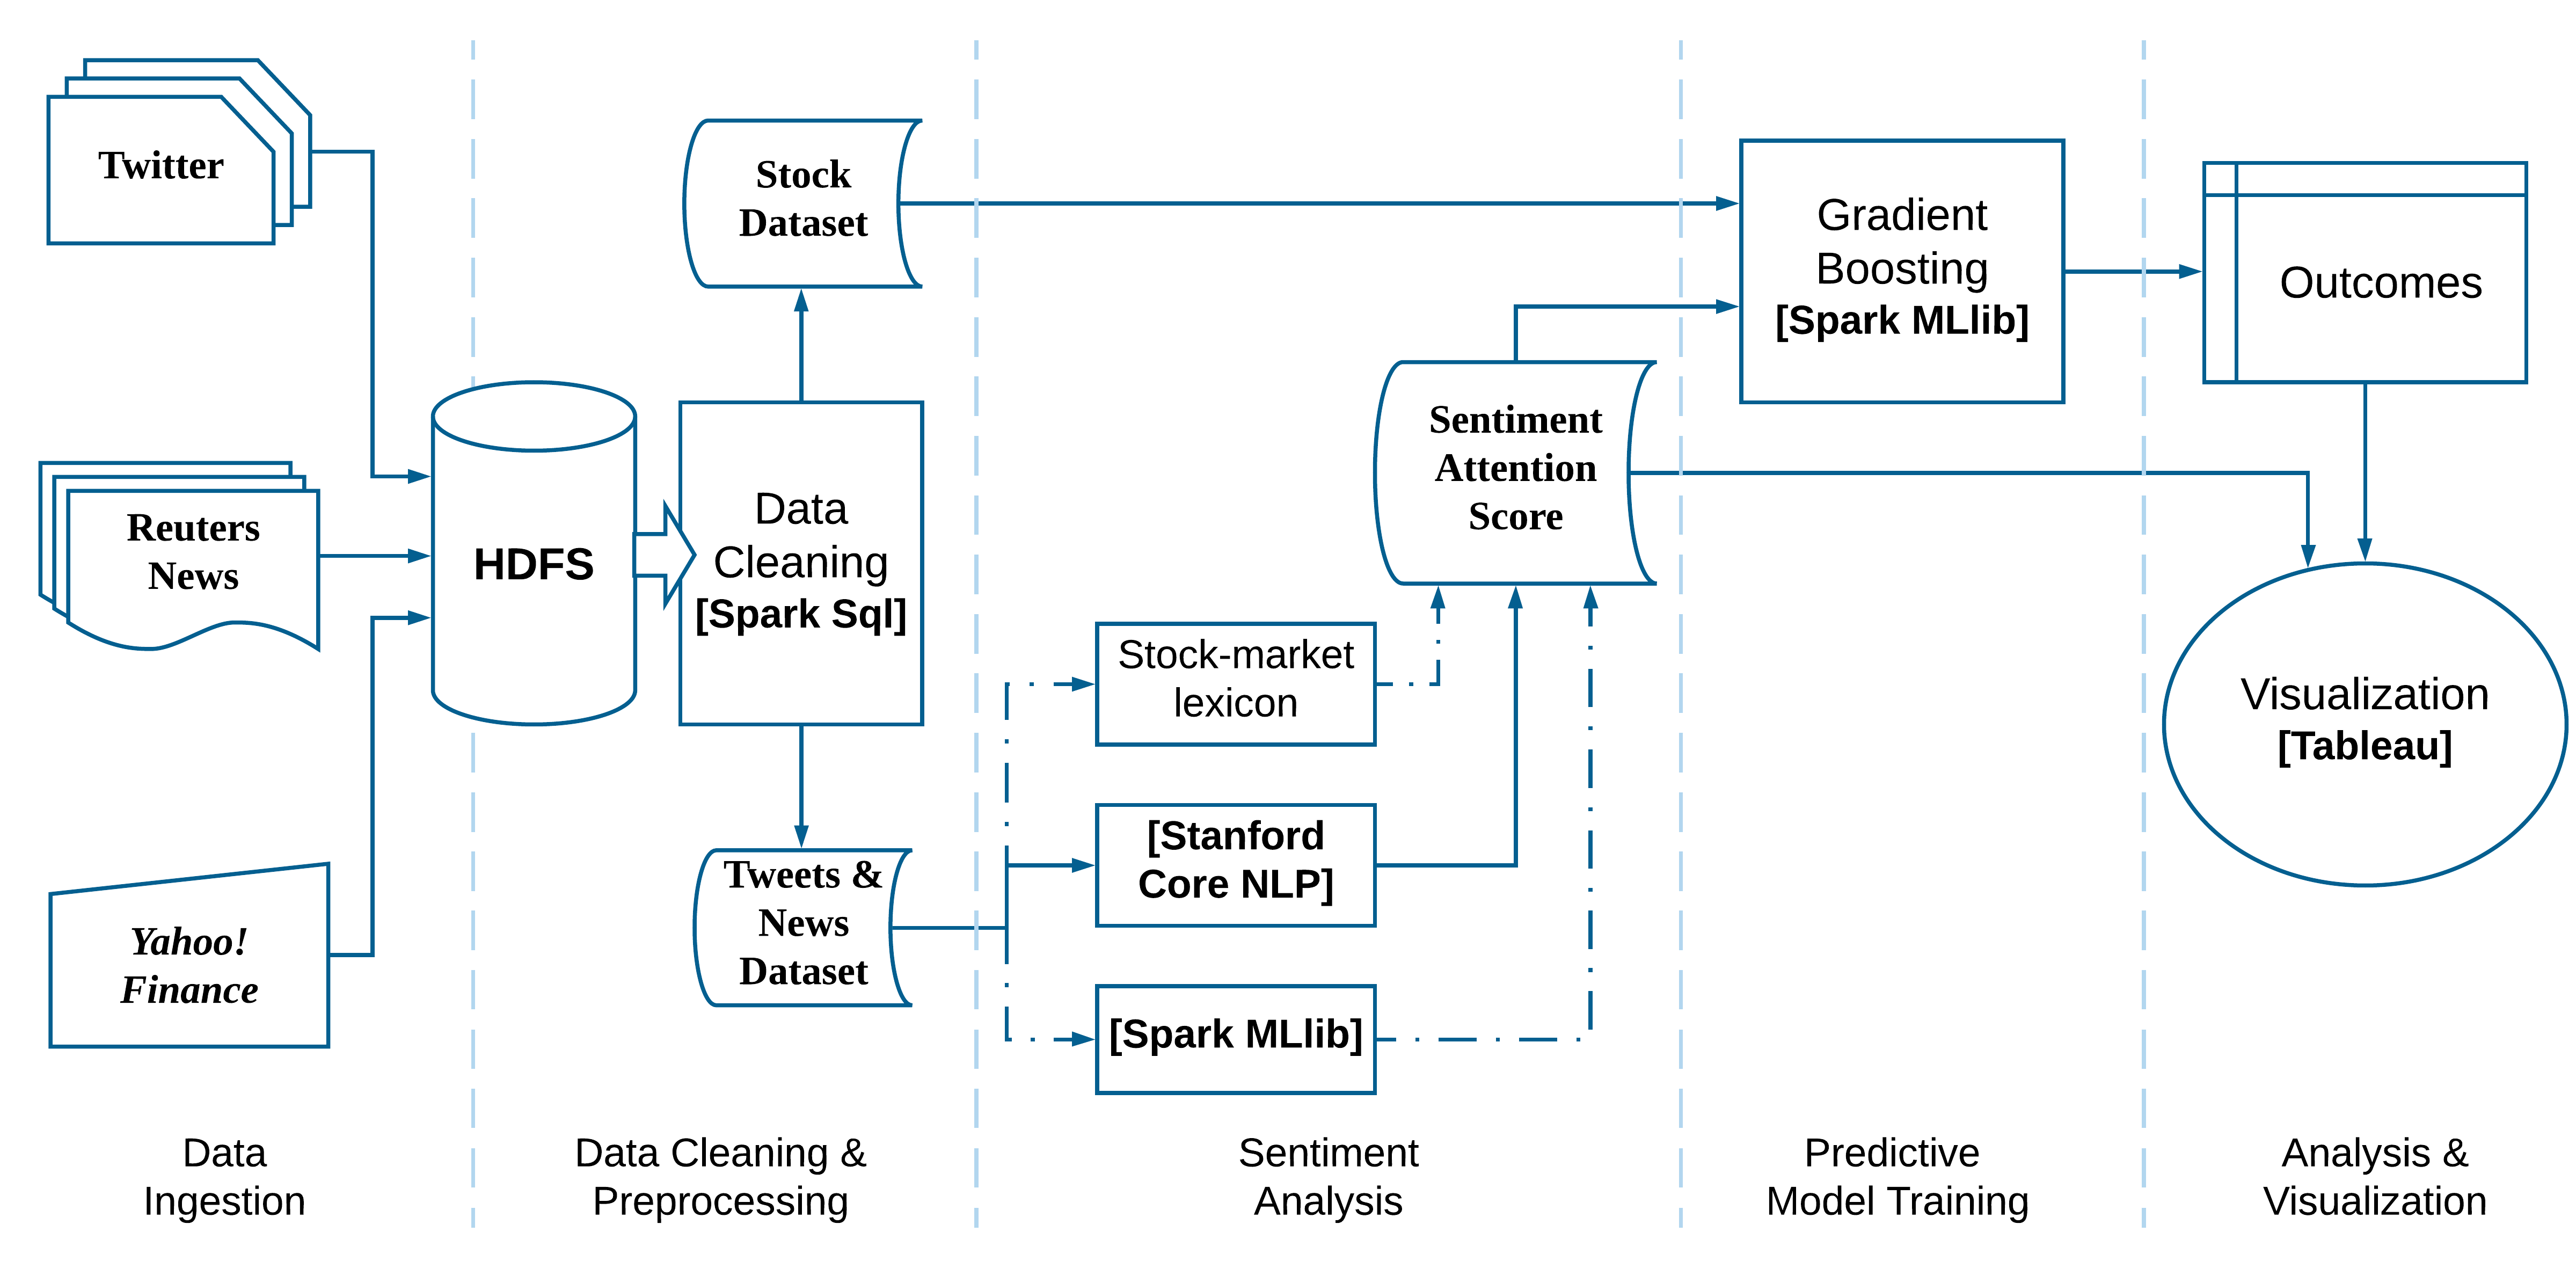 Twitter
Reuters
News
Yahoo!
Finance
HDFS
Stock
Dataset
Data
Cleaning
[Spark Sql]
Tweets &
News
Dataset
Stock-market
lexicon
[Stanford
Core NLP]
[Spark MLlib]
Sentiment
Attention
Score
Gradient
Boosting
[Spark MLlib]
Outcomes
Visualization
[Tableau]
Data
Ingestion
Data Cleaning &
Preprocessing
Sentiment
Analysis
Predictive
Model Training
Analysis &
Visualization